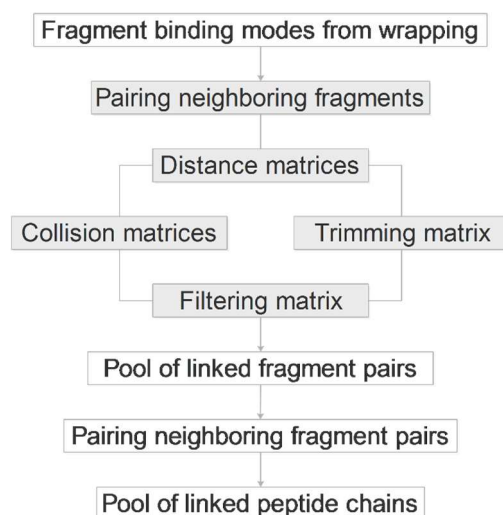 Fragment binding modes from wrapping
Pairing neighboring fragments
Distance matrices
Collision matrices
Trimming matrix
Filtering matrix
Pool of linked fragment pairs
Pairing neighboring fragment pairs
Pool of linked peptide chains